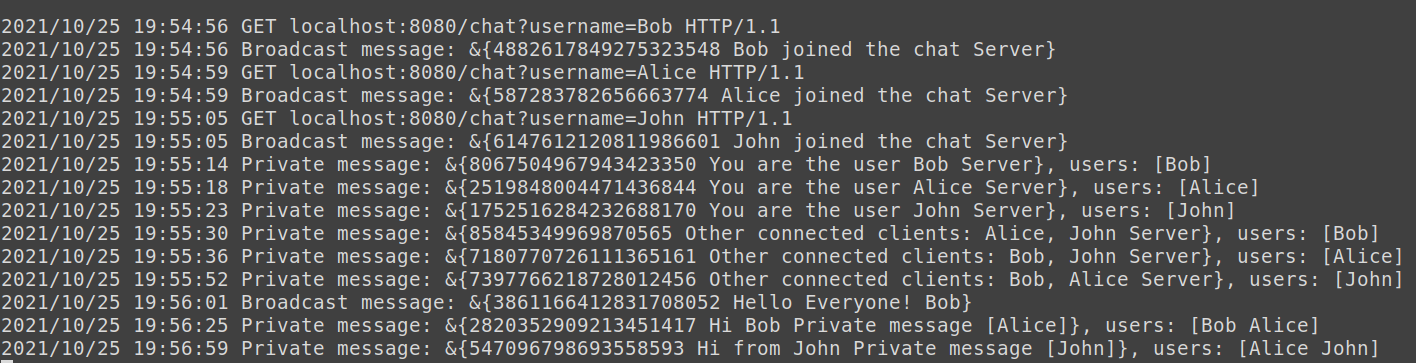 2021/10/25 19:54:56 GET localhost:8080/chat?username=Bob HTTP/1.1
2021/10/25 19:54:56 Broadcast message: &{4882617849275323548 Bob joined the chat Server}
2021/10/25 19:54:59 GET localhost:8080/chat?username=Alice HTTP/1.1
2021/10/25 19:54:59 Broadcast message: &{587283782656663774 Alice joined the chat Server}
2021/10/25 19:55:05 GET localhost:8080/chat?username=John HTTP/1.1
2021/10/25 19:55:05 Broadcast message: &{6147612120811986601 John joined the chat Server}
2021/10/25 19:55:14 Private message: &{8067504967943423350 You are the user Bob Server}, users: [Bob]
2021/10/25 19:55:18 Private message: &{2519848004471436844 You are the user Alice Server}, users: [Alice]
2021/10/25 19:55:23 Private message: &{1752516284232688170 You are the user John Server}, users: [John]
2021/10/25 19:55:30 Private message: &{85845349969870565 Other connected clients: Alice, John Server}, users: [Bob]
2021/10/25 19:55:36 Private message: &{7180770726111365161 Other connected clients: Bob, John Server}, users: [Alice]
2021/10/25 19:55:52 Private message: &{7397766218728012456 Other connected clients: Bob, Alice Server}, users: [John]
2021/10/25 19:56:01 Broadcast message: &{3861166412831708052 Hello Everyone! Bob}
2021/10/25 19:56:25 Private message: &{2820352909213451417 Hi Bob Private message [Alice]}, users: [Bob Alice]
2021/10/25 19:56:59 Private message: &{547096798693558593 Hi from John Private message [John]}, users: [Alice John]